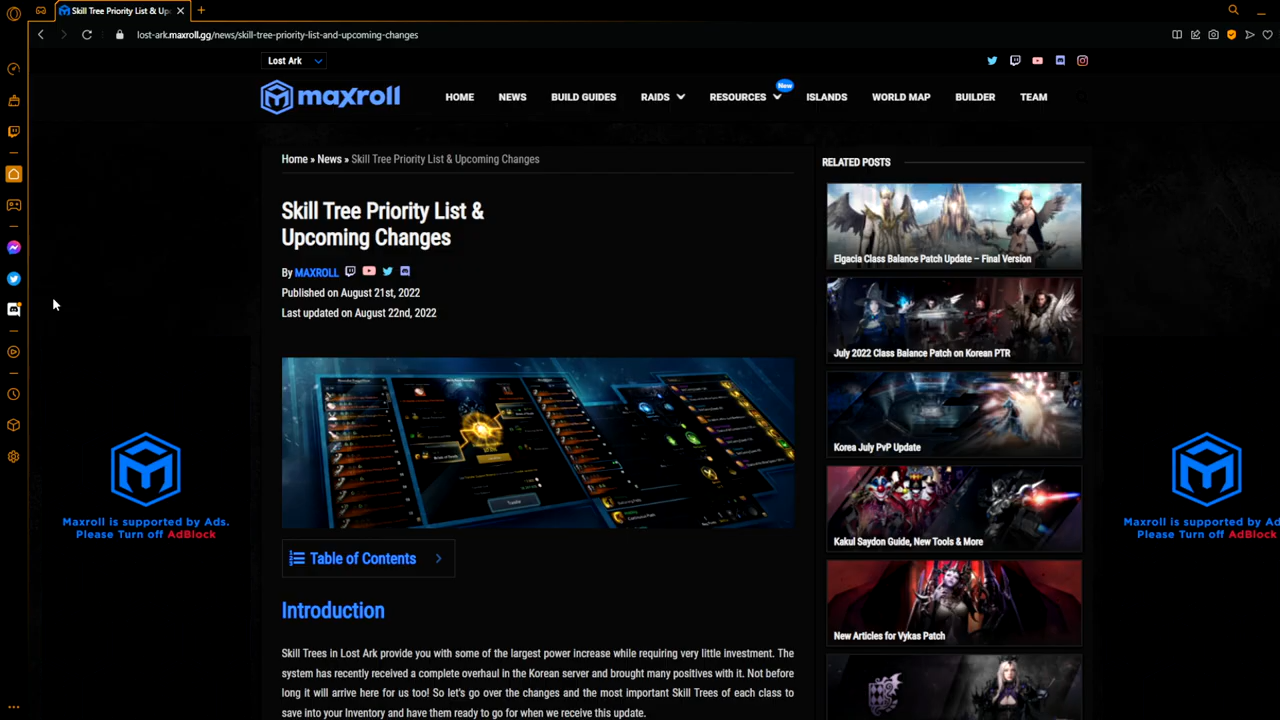 Skill Tree Priority List & Up
lost-ark.maxroll.gg/news/skill-tree-priority-list-and-upcoming-changes
Lost Ark
maxroll
HOME
NEWS
BUILD GUIDES
RAIDS
RESOURCES
New
ISLANDS
WORLD MAP
BUILDER
TEAM
Home » News » Skill Tree Priority List & Upcoming Changes
Skill Tree Priority List &
Upcoming Changes
By MAXROLL
Published on August 21st, 2022
Last updated on August 22nd, 2022
Table of Contents
Introduction
Skill Trees in Lost Ark provide you with some of the largest power increase while requiring very little investment. The
system has recently received a complete overhaul in the Korean server and brought many positives with it. Not before
long it will arrive here for us too! So let's go over the changes and the most important Skill Trees of each class to
save into your Inventory and have them ready to go for when we receive this update.
RELATED POSTS
Elgacia Class Balance Patch Update – Final Version
July 2022 Class Balance Patch on Korean PTR
Korea July PvP Update
Kakul Saydon Guide, New Tools & More
New Articles for Vykas Patch
Maxroll is supported by Ads.
Please Turn off AdBlock
Maxroll is supported by Ad
Please Turn off AdBlock